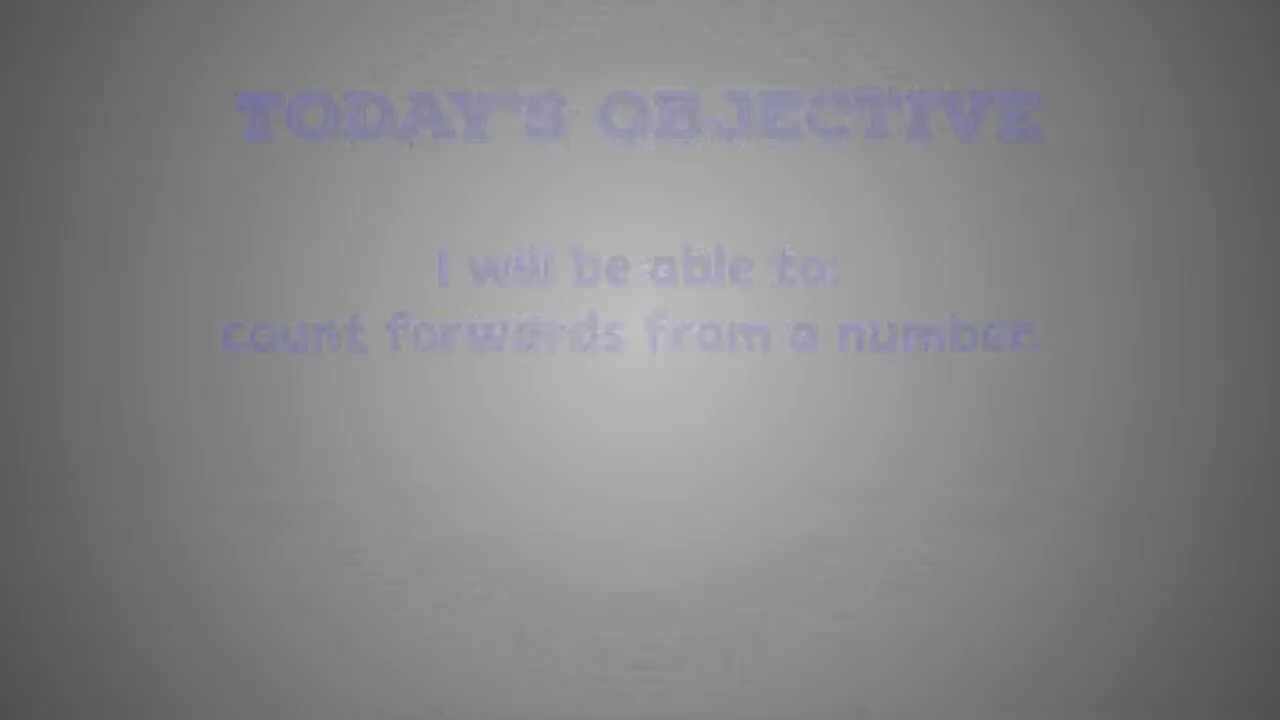 TODAY'S OBJECTIVE
I will be able to:
count forwards from a number.